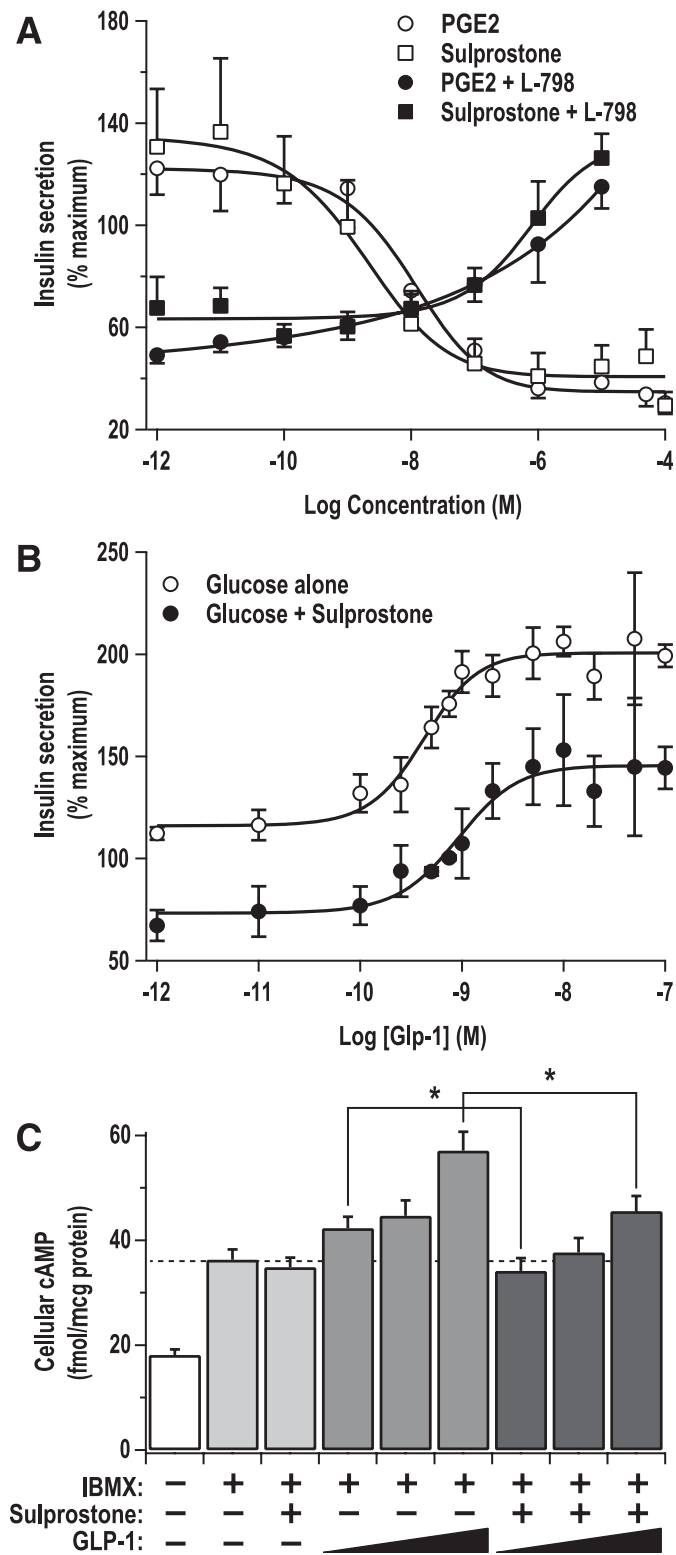 A
180
140
100
60
20
Insulin secretion
(% maximum)
PGE2
Sulprostone
PGE2 + L-798
Sulprostone + L-798
-12 -10 -8 -6 -4
Log Concentration (M)
B
250
200
150
100
50
Insulin secretion
(% maximum)
Glucose alone
Glucose + Sulprostone
-12 -11 -10 -9 -8 -7
Log [Glp-1] (M)
C
* *
60
40
20
0
Cellular cAMP
(fmol/mcg protein)
IBMX: − + + + + + + + +
Sulprostone: − − + − − − + + +
GLP-1: − − −